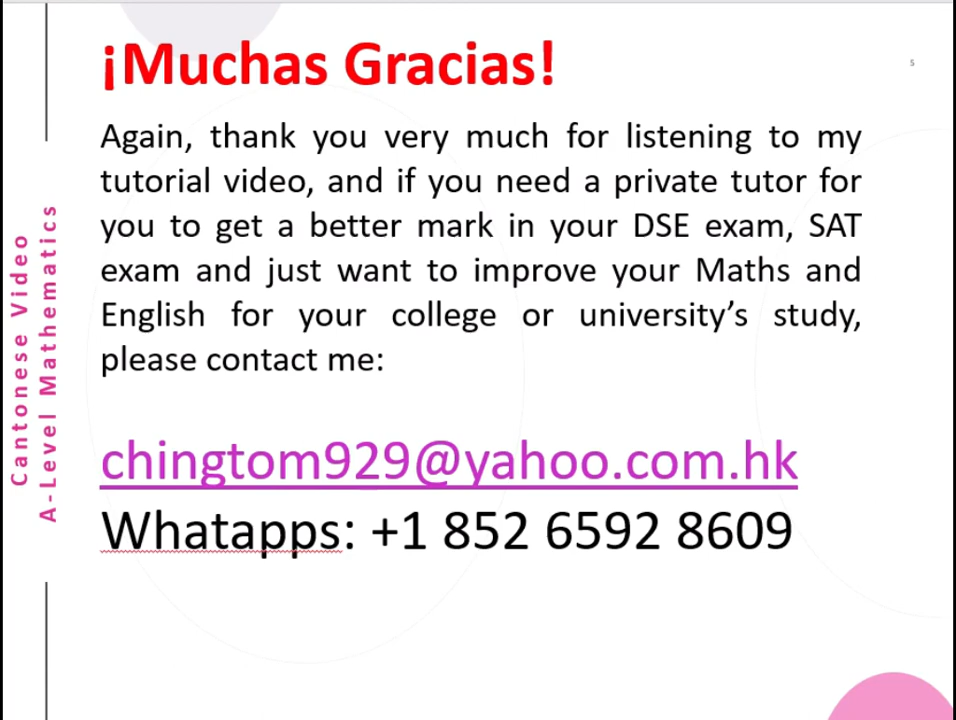 ¡Muchas Gracias!
5
Again, thank you very much for listening to my
tutorial video, and if you need a private tutor for
you to get a better mark in your DSE exam, SAT
exam and just want to improve your Maths and
English for your college or university’s study,
please contact me:
chingtom929@yahoo.com.hk
Whatapps: +1 852 6592 8609
Cantonese Video
A-Level Mathematics